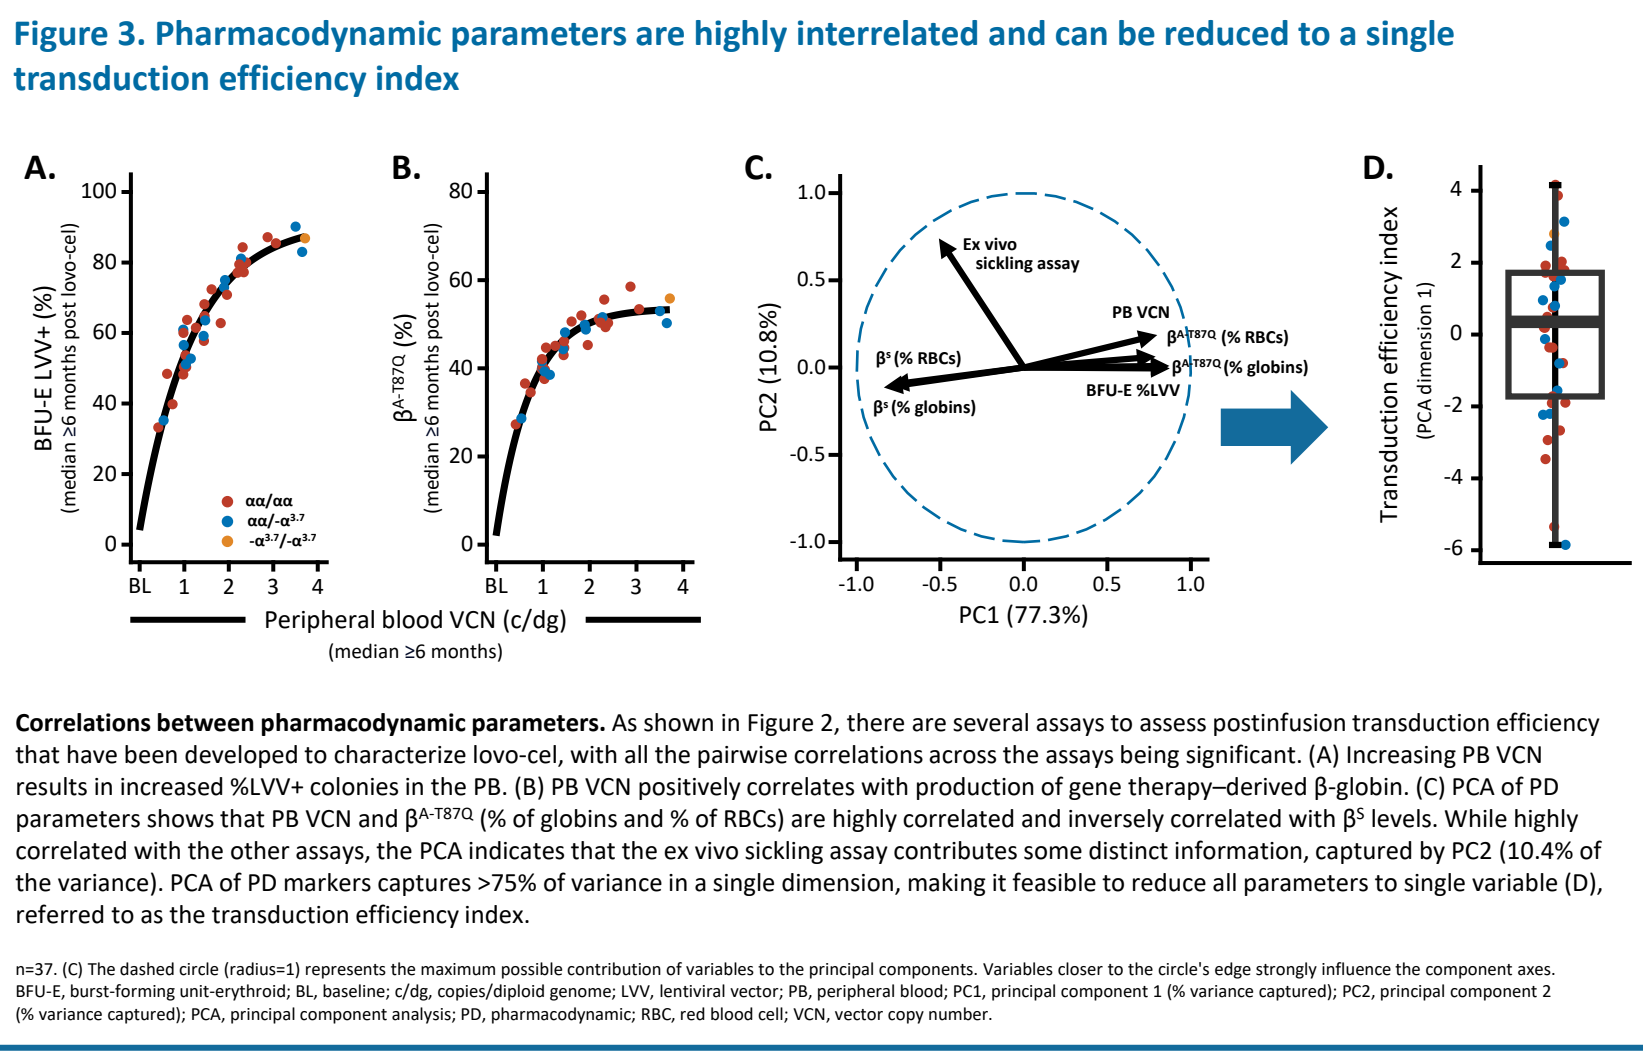 Figure 3. Pharmacodynamic parameters are highly interrelated and can be reduced to a single
transduction efficiency index
A.
BFU-E LVV+ (%)
(median ≥6 months post lovo-cel)
100
80
60
40
20
0
αα/αα
αα/-α³·⁷
-α³·⁷/-α³·⁷
BL 1 2 3 4
B.
β^A-T87Q (%)
(median ≥6 months post lovo-cel)
80
60
40
20
0
BL 1 2 3 4
Peripheral blood VCN (c/dg)
(median ≥6 months)
C.
PC2 (10.8%)
1.0
0.5
0.0
-0.5
-1.0
Ex vivo
sickling assay
PB VCN
β^A-T87Q (% RBCs)
β^S (% RBCs)
β^A-T87Q (% globins)
BFU-E %LVV
β^S (% globins)
-1.0 -0.5 0.0 0.5 1.0
PC1 (77.3%)
D.
Transduction efficiency index
(PCA dimension 1)
4
2
0
-2
-4
-6
Correlations between pharmacodynamic parameters. As shown in Figure 2, there are several assays to assess postinfusion transduction efficiency
that have been developed to characterize lovo-cel, with all the pairwise correlations across the assays being significant. (A) Increasing PB VCN
results in increased %LVV+ colonies in the PB. (B) PB VCN positively correlates with production of gene therapy–derived β-globin. (C) PCA of PD
parameters shows that PB VCN and β^A-T87Q (% of globins and % of RBCs) are highly correlated and inversely correlated with β^S levels. While highly
correlated with the other assays, the PCA indicates that the ex vivo sickling assay contributes some distinct information, captured by PC2 (10.4% of
the variance). PCA of PD markers captures >75% of variance in a single dimension, making it feasible to reduce all parameters to single variable (D),
referred to as the transduction efficiency index.
n=37. (C) The dashed circle (radius=1) represents the maximum possible contribution of variables to the principal components. Variables closer to the circle's edge strongly influence the component axes.
BFU-E, burst-forming unit-erythroid; BL, baseline; c/dg, copies/diploid genome; LVV, lentiviral vector; PB, peripheral blood; PC1, principal component 1 (% variance captured); PC2, principal component 2
(% variance captured); PCA, principal component analysis; PD, pharmacodynamic; RBC, red blood cell; VCN, vector copy number.